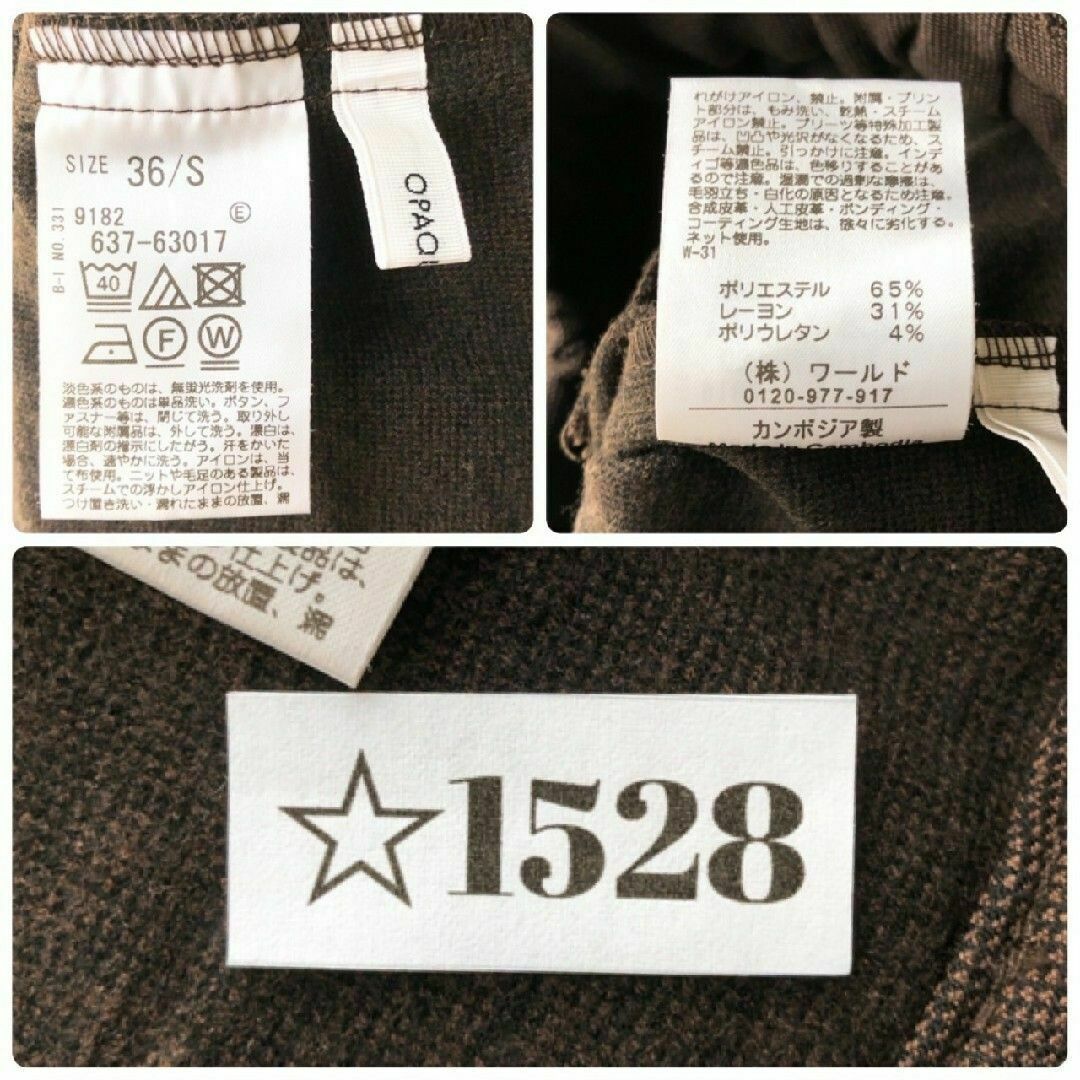 SIZE 36/S
B-I NO. 331
9182
E
637-63017
40
F W
淡色系のものは、無蛍光洗剤を使用。
濃色系のものは単品洗い。ボタン、フ
ァスナー等は、閉じて洗う。取り外し
可能な附属品は、外して洗う。漂白は、
漂白剤の指示にしたがう。汗をかいた
場合、速やかに洗う。アイロンは、当
て布使用。ニットや毛足のある製品は、
スチームでの浮かしアイロン仕上げ。
つけ置き洗い・濡れたままの放置、濡
れがけアイロン、禁止。附属・プリン
ト部分は、もみ洗い、乾熱・スチーム
アイロン禁止。プリーツ等特殊加工製
品は、凹凸や光沢がなくなるため、ス
チーム禁止。引っかけに注意。インデ
ィゴ等濃色品は、色移りすることがあ
るので注意。湿潤での過剰な摩擦は、
毛羽立ち・白化の原因となるため注意。
合成皮革・人工皮革・ボンディング・
コーティング生地は、徐々に劣化する。
ネット使用。
W-31
ポリエステル 65%
レーヨン 31%
ポリウレタン 4%
(株)ワールド
0120-977-917
カンボジア製
Made in Cambodia
品は、
仕上げ。
ままの放置、濡
☆1528